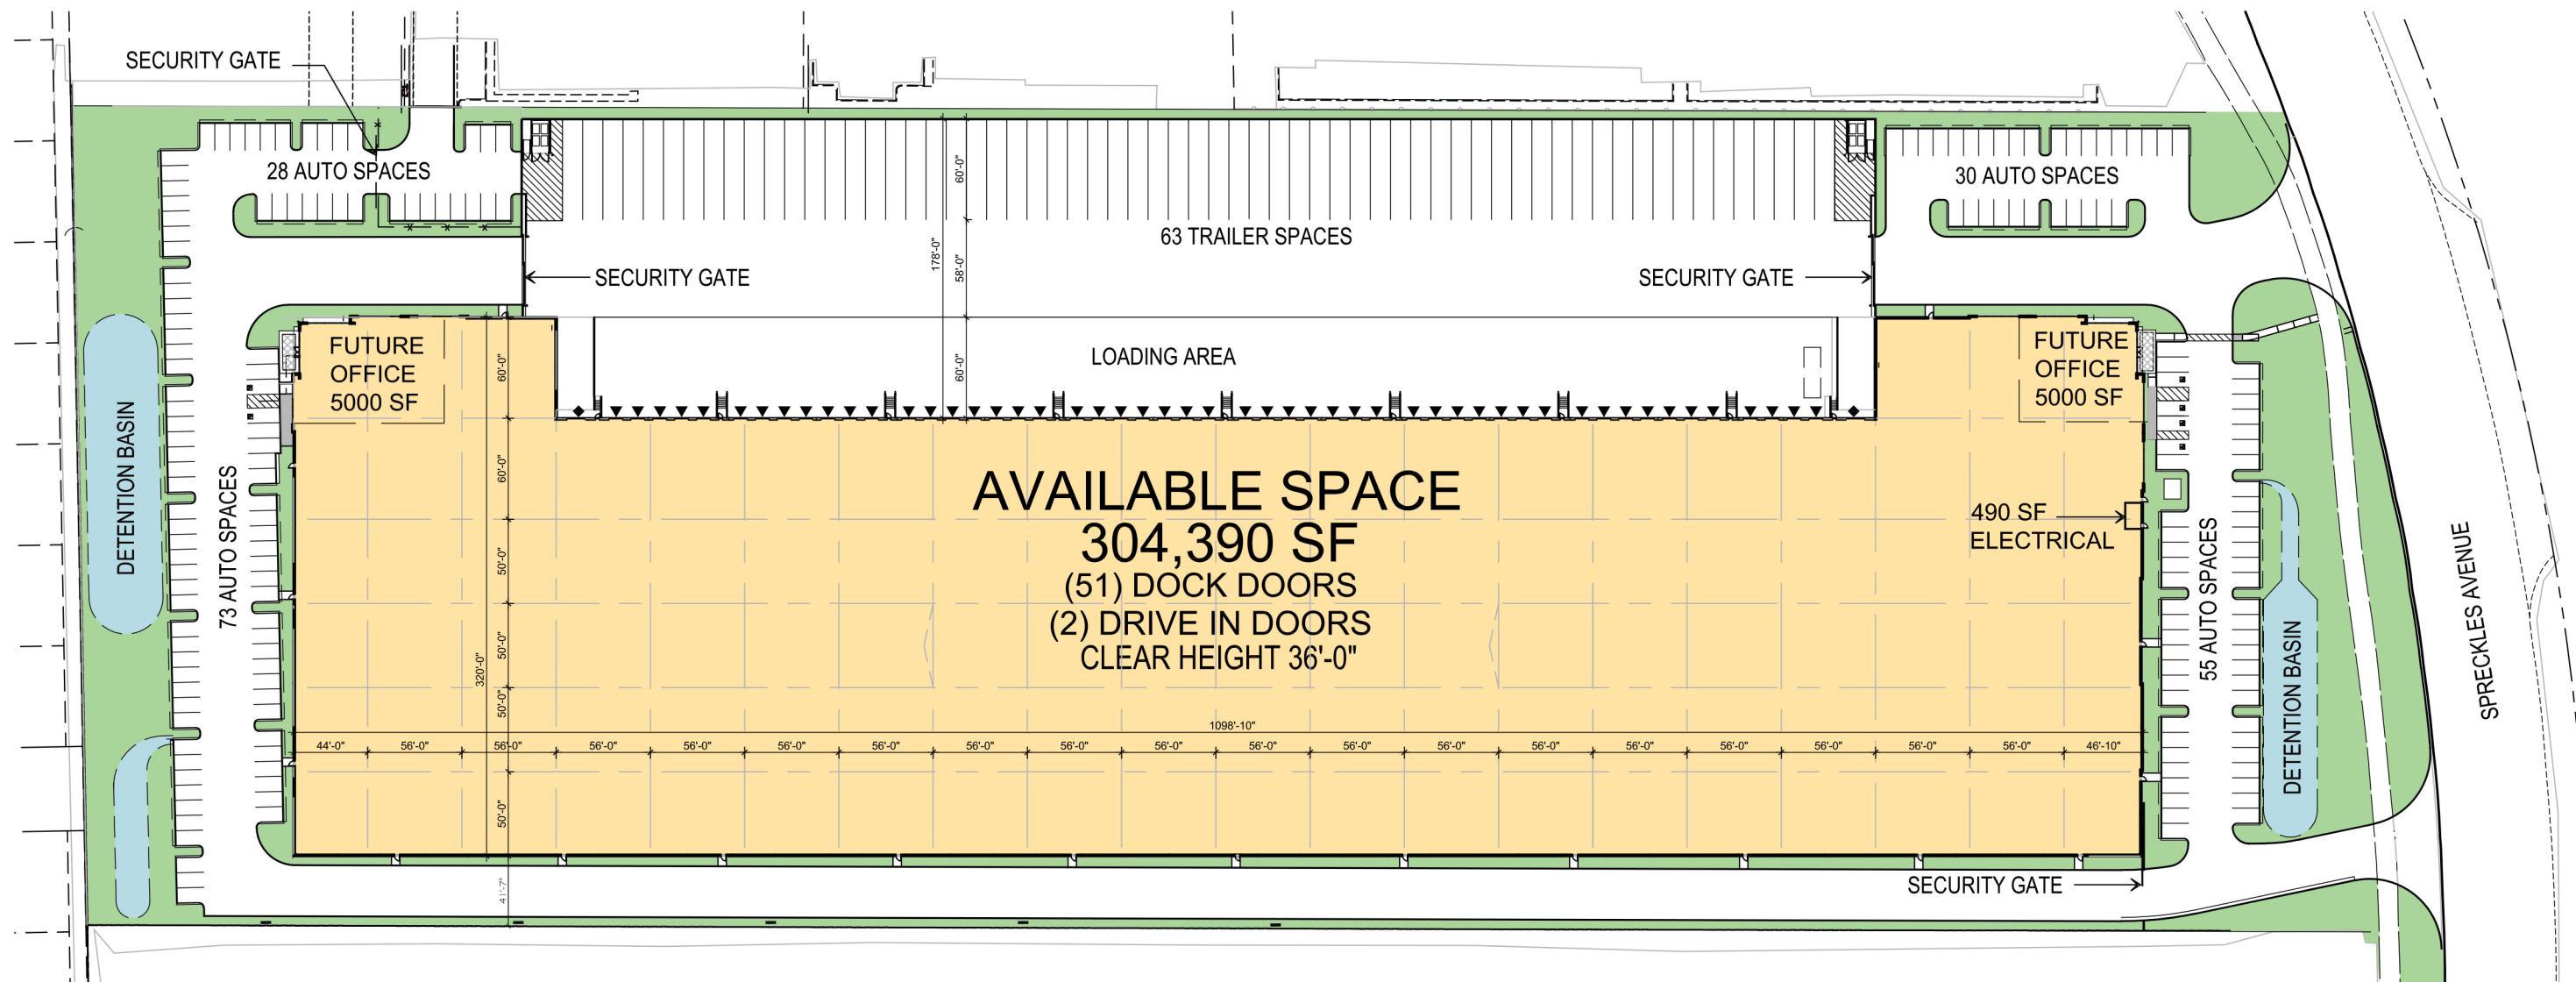 SECURITY GATE
28 AUTO SPACES
60'-0"
30 AUTO SPACES
63 TRAILER SPACES
178'-0"
58'-0"
SECURITY GATE
SECURITY GATE
FUTURE
OFFICE
5000 SF
60'-0"
LOADING AREA
60'-0"
FUTURE
OFFICE
5000 SF
DETENTION BASIN
73 AUTO SPACES
60'-0"
AVAILABLE SPACE
304,390 SF
(51) DOCK DOORS
(2) DRIVE IN DOORS
CLEAR HEIGHT 36'-0"
490 SF
ELECTRICAL
55 AUTO SPACES
DETENTION BASIN
SPRECKLES AVENUE
50'-0"
50'-0"
320'-0"
50'-0"
1098'-10"
44'-0" 56'-0" 56'-0" 56'-0" 56'-0" 56'-0" 56'-0" 56'-0" 56'-0" 56'-0" 56'-0" 56'-0" 56'-0" 56'-0" 56'-0" 56'-0" 56'-0" 56'-0" 56'-0" 46'-10"
50'-0"
41'-7"
SECURITY GATE